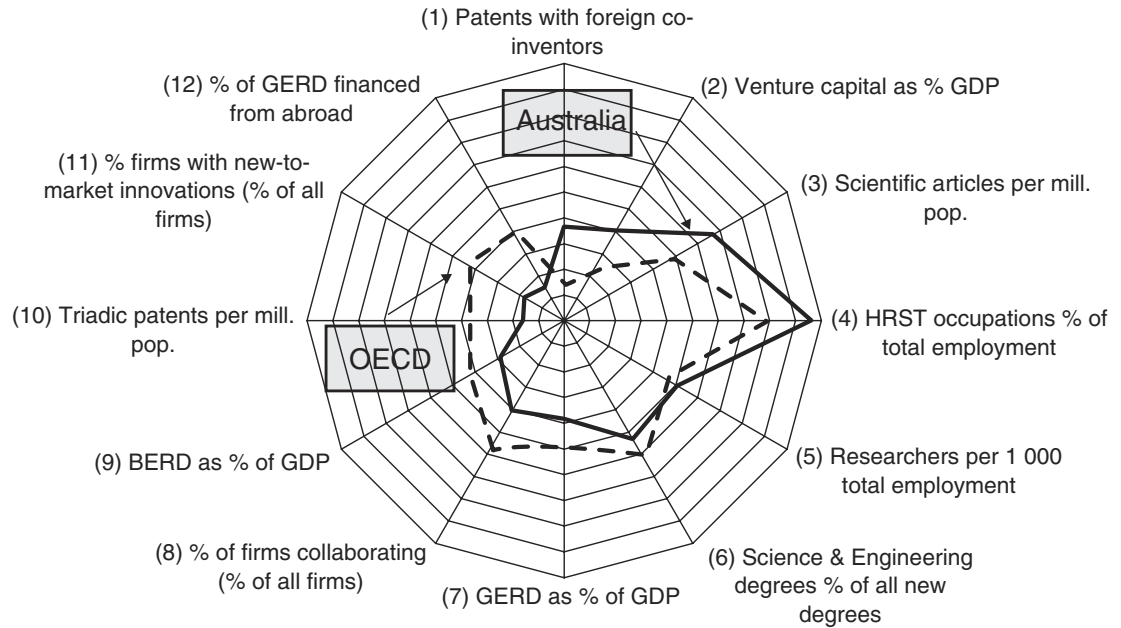 (1) Patents with foreign co-
inventors
(2) Venture capital as % GDP
(3) Scientific articles per mill.
pop.
(4) HRST occupations % of
total employment
(5) Researchers per 1 000
total employment
(6) Science & Engineering
degrees % of all new
degrees
(7) GERD as % of GDP
(8) % of firms collaborating
(% of all firms)
(9) BERD as % of GDP
(10) Triadic patents per mill.
pop.
(11) % firms with new-to-
market innovations (% of all
firms)
(12) % of GERD financed
from abroad
Australia
OECD